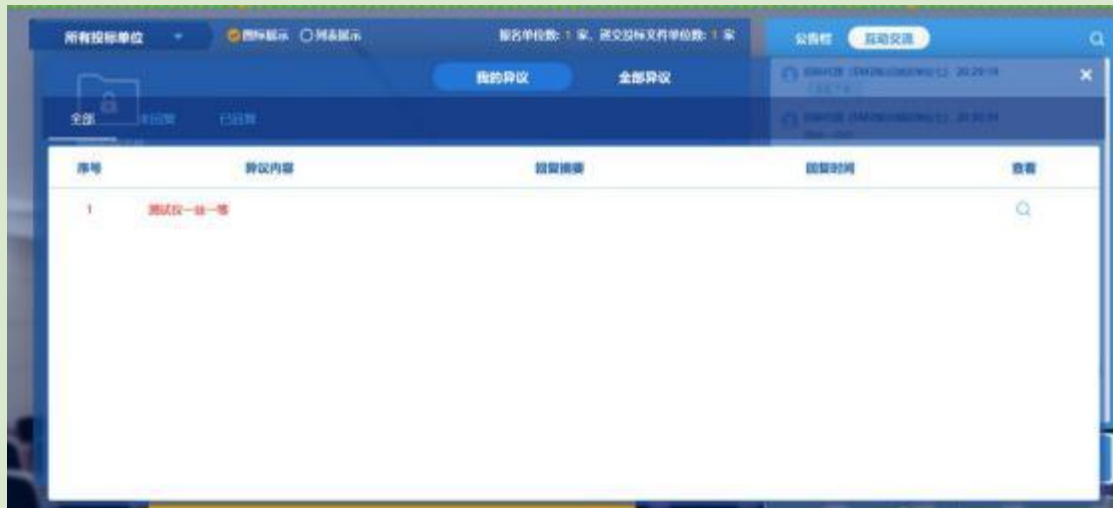 所有投标单位
图标展示 列表展示
报名单位数: 1 家、递交投标文件单位数: 1 家
公告栏 互动交流
我的异议 全部异议
全部 未回复 已回复
序号 异议内容 回复摘要 回复时间 查看
1